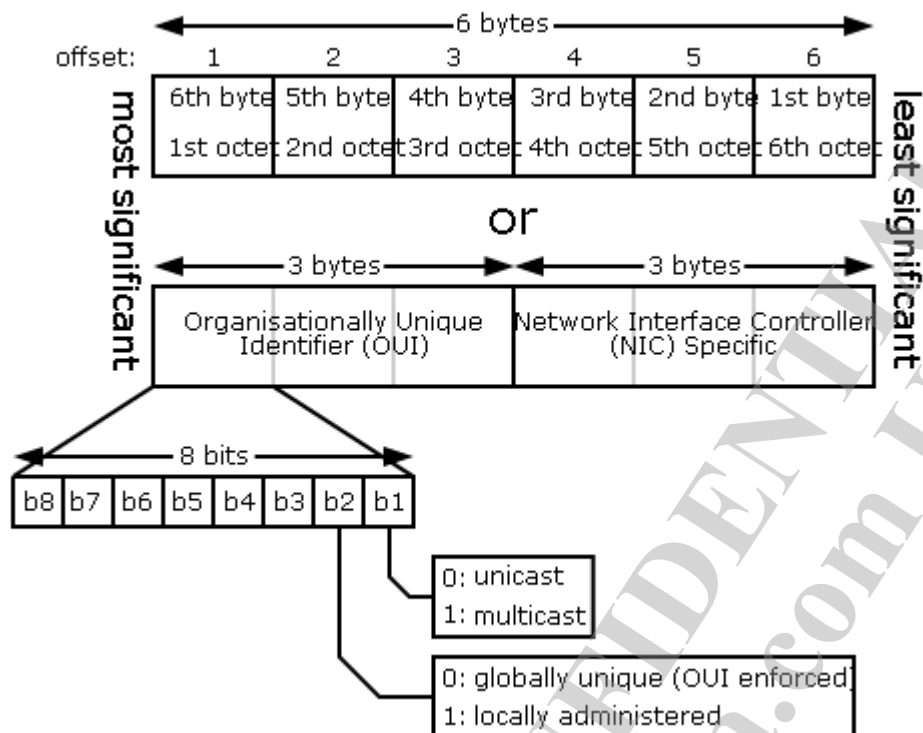 6 bytes
offset: 1 2 3 4 5 6
most significant
6th byte 5th byte 4th byte 3rd byte 2nd byte 1st byte
1st octet 2nd octet 3rd octet 4th octet 5th octet 6th octet
least significant
or
3 bytes 3 bytes
Organisationally Unique Identifier (OUI)
Network Interface Controller (NIC) Specific
8 bits
b8 b7 b6 b5 b4 b3 b2 b1
0: unicast
1: multicast
0: globally unique (OUI enforced)
1: locally administered